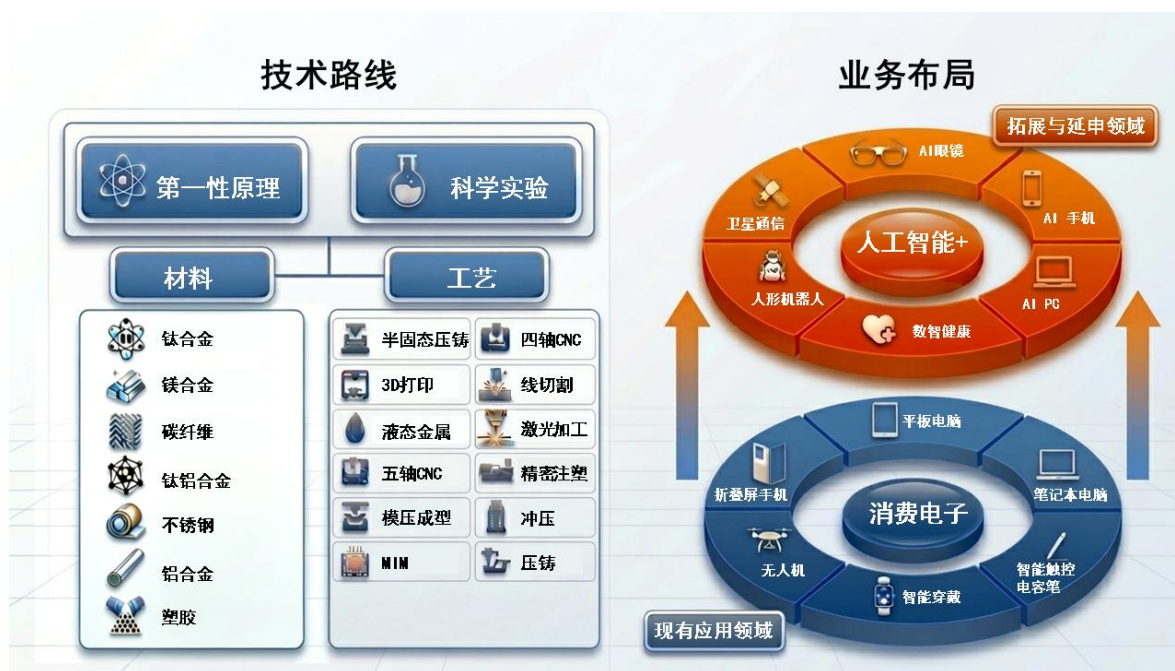 技术路线
第一性原理
科学实验
材料
工艺
钛合金
镁合金
碳纤维
钛铝合金
不锈钢
铝合金
塑胶
半固态压铸
四轴CNC
3D打印
线切割
液态金属
激光加工
五轴CNC
精密注塑
模压成型
冲压
MIM
压铸
业务布局
拓展与延申领域
AI眼镜
卫星通信
AI 手机
人工智能+
人形机器人
AI PC
数智健康
平板电脑
折叠屏手机
笔记本电脑
消费电子
无人机
智能触控
电容笔
智能穿戴
现有应用领域